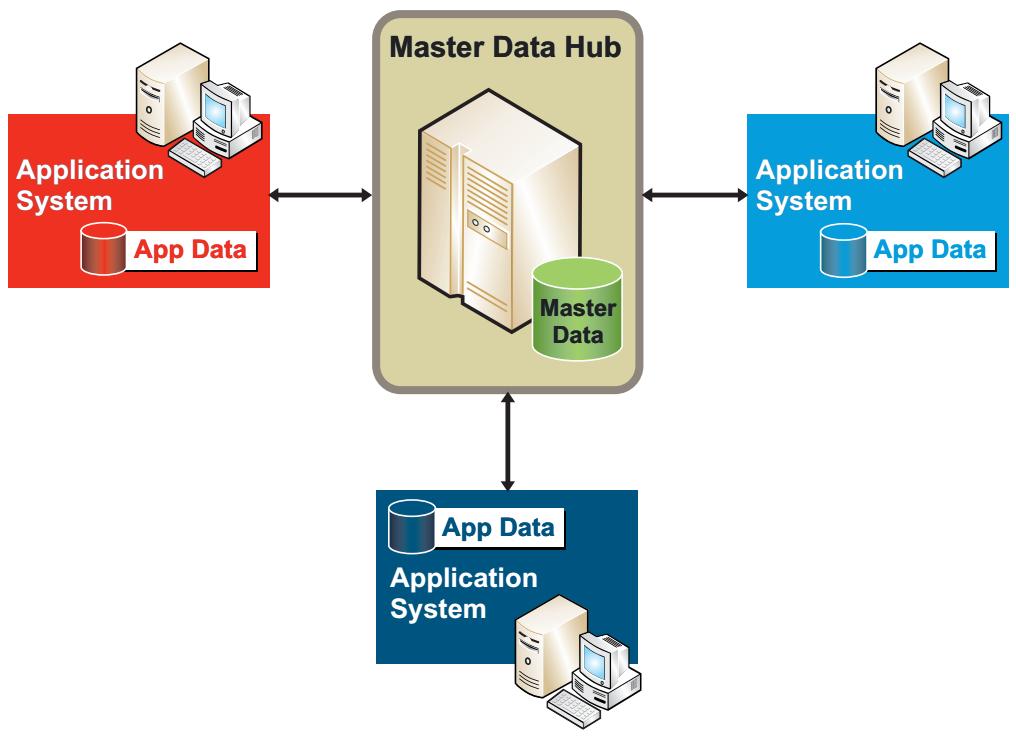 Master Data Hub
Application
System
App Data
Master
Data
Application
System
App Data
App Data
Application
System